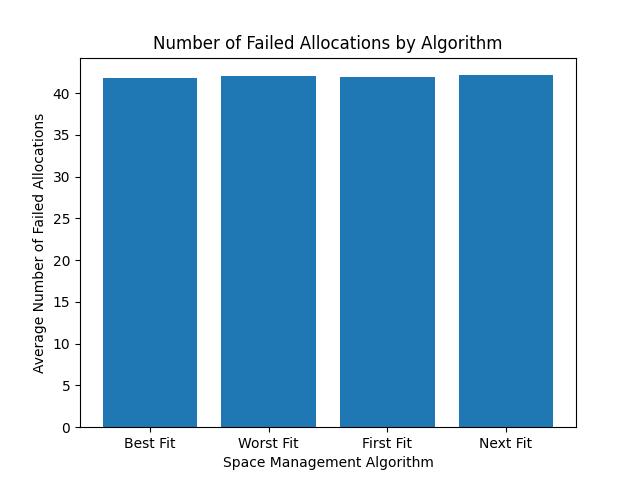 Number of Failed Allocations by Algorithm
Average Number of Failed Allocations
40
35
30
25
20
15
10
5
0
Best Fit
Worst Fit
First Fit
Next Fit
Space Management Algorithm